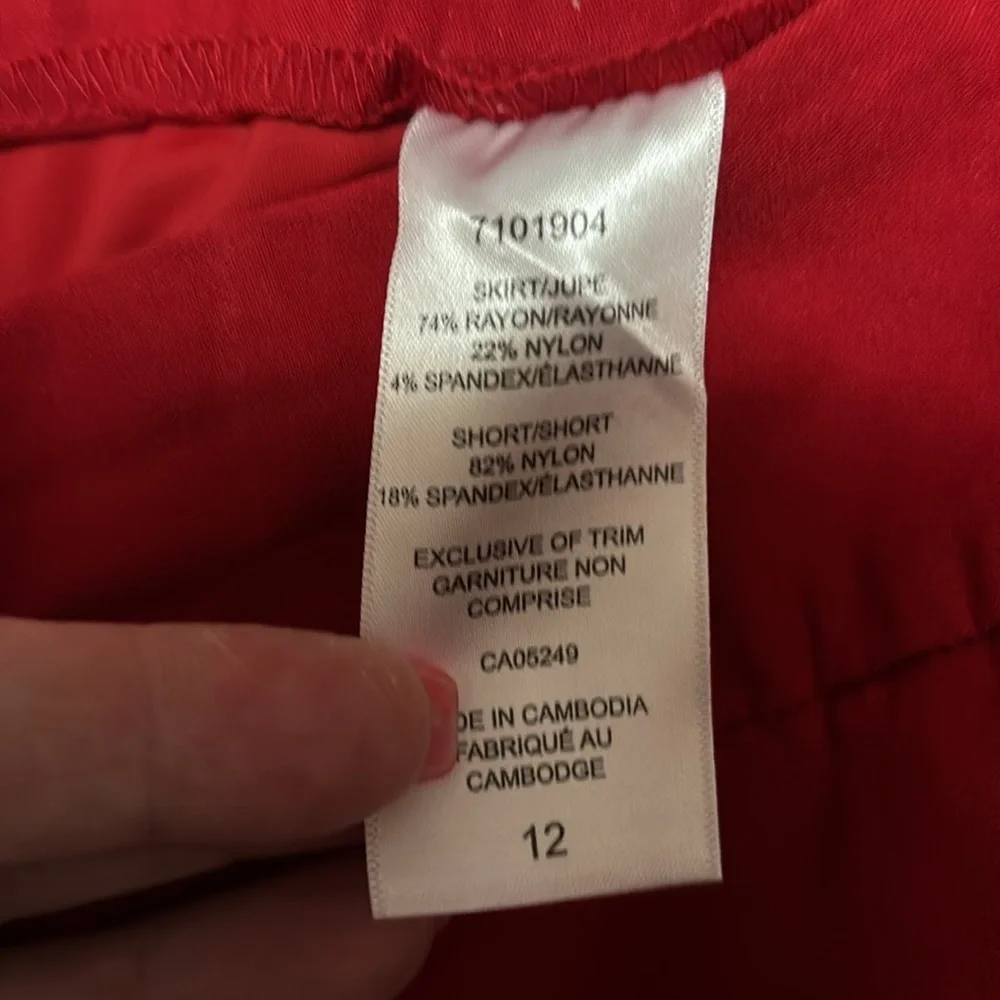 7101904
SKIRT/JUPE
74% RAYON/RAYONNE
22% NYLON
4% SPANDEX/ÉLASTHANNE
SHORT/SHORT
82% NYLON
18% SPANDEX/ÉLASTHANNE
EXCLUSIVE OF TRIM
GARNITURE NON
COMPRISE
CA05249
DE IN CAMBODIA
FABRIQUÉ AU
CAMBODGE
12